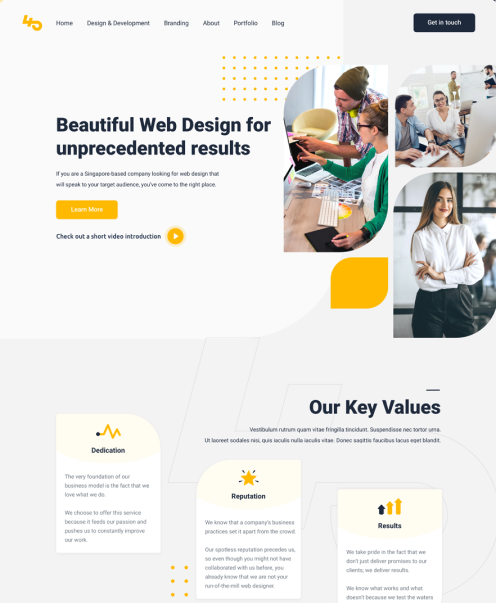 Home
Design & Development
Branding
About
Portfolio
Blog
Get in touch
Beautiful Web Design for
unprecedented results
If you are a Singapore-based company looking for web design that
will speak to your target audience, you've come to the right place.
Learn More
Check out a short video introduction
Our Key Values
Vestibulum rutrum quam vitae fringilla tincidunt. Suspendisse nec tortor urna.
Ut laoreet sodales nisi, quis iaculis nulla iaculis vitae. Donec sagittis faucibus lacus eget blandit.
Dedication
The very foundation of our
business model is the fact that we
love what we do.
We choose to offer this service
because it feeds our passion and
pushes us to constantly improve
our work.
Reputation
We know that a company's business
practices set it apart from the crowd.
Our spotless reputation precedes us,
so even though you might not have
collaborated with us before, you
already know that we are not your
run-of-the-mill web designer.
Results
We take pride in the fact that we
don't just deliver promises to our
clients; we deliver results.
We know what works and what
doesn't because we test the waters